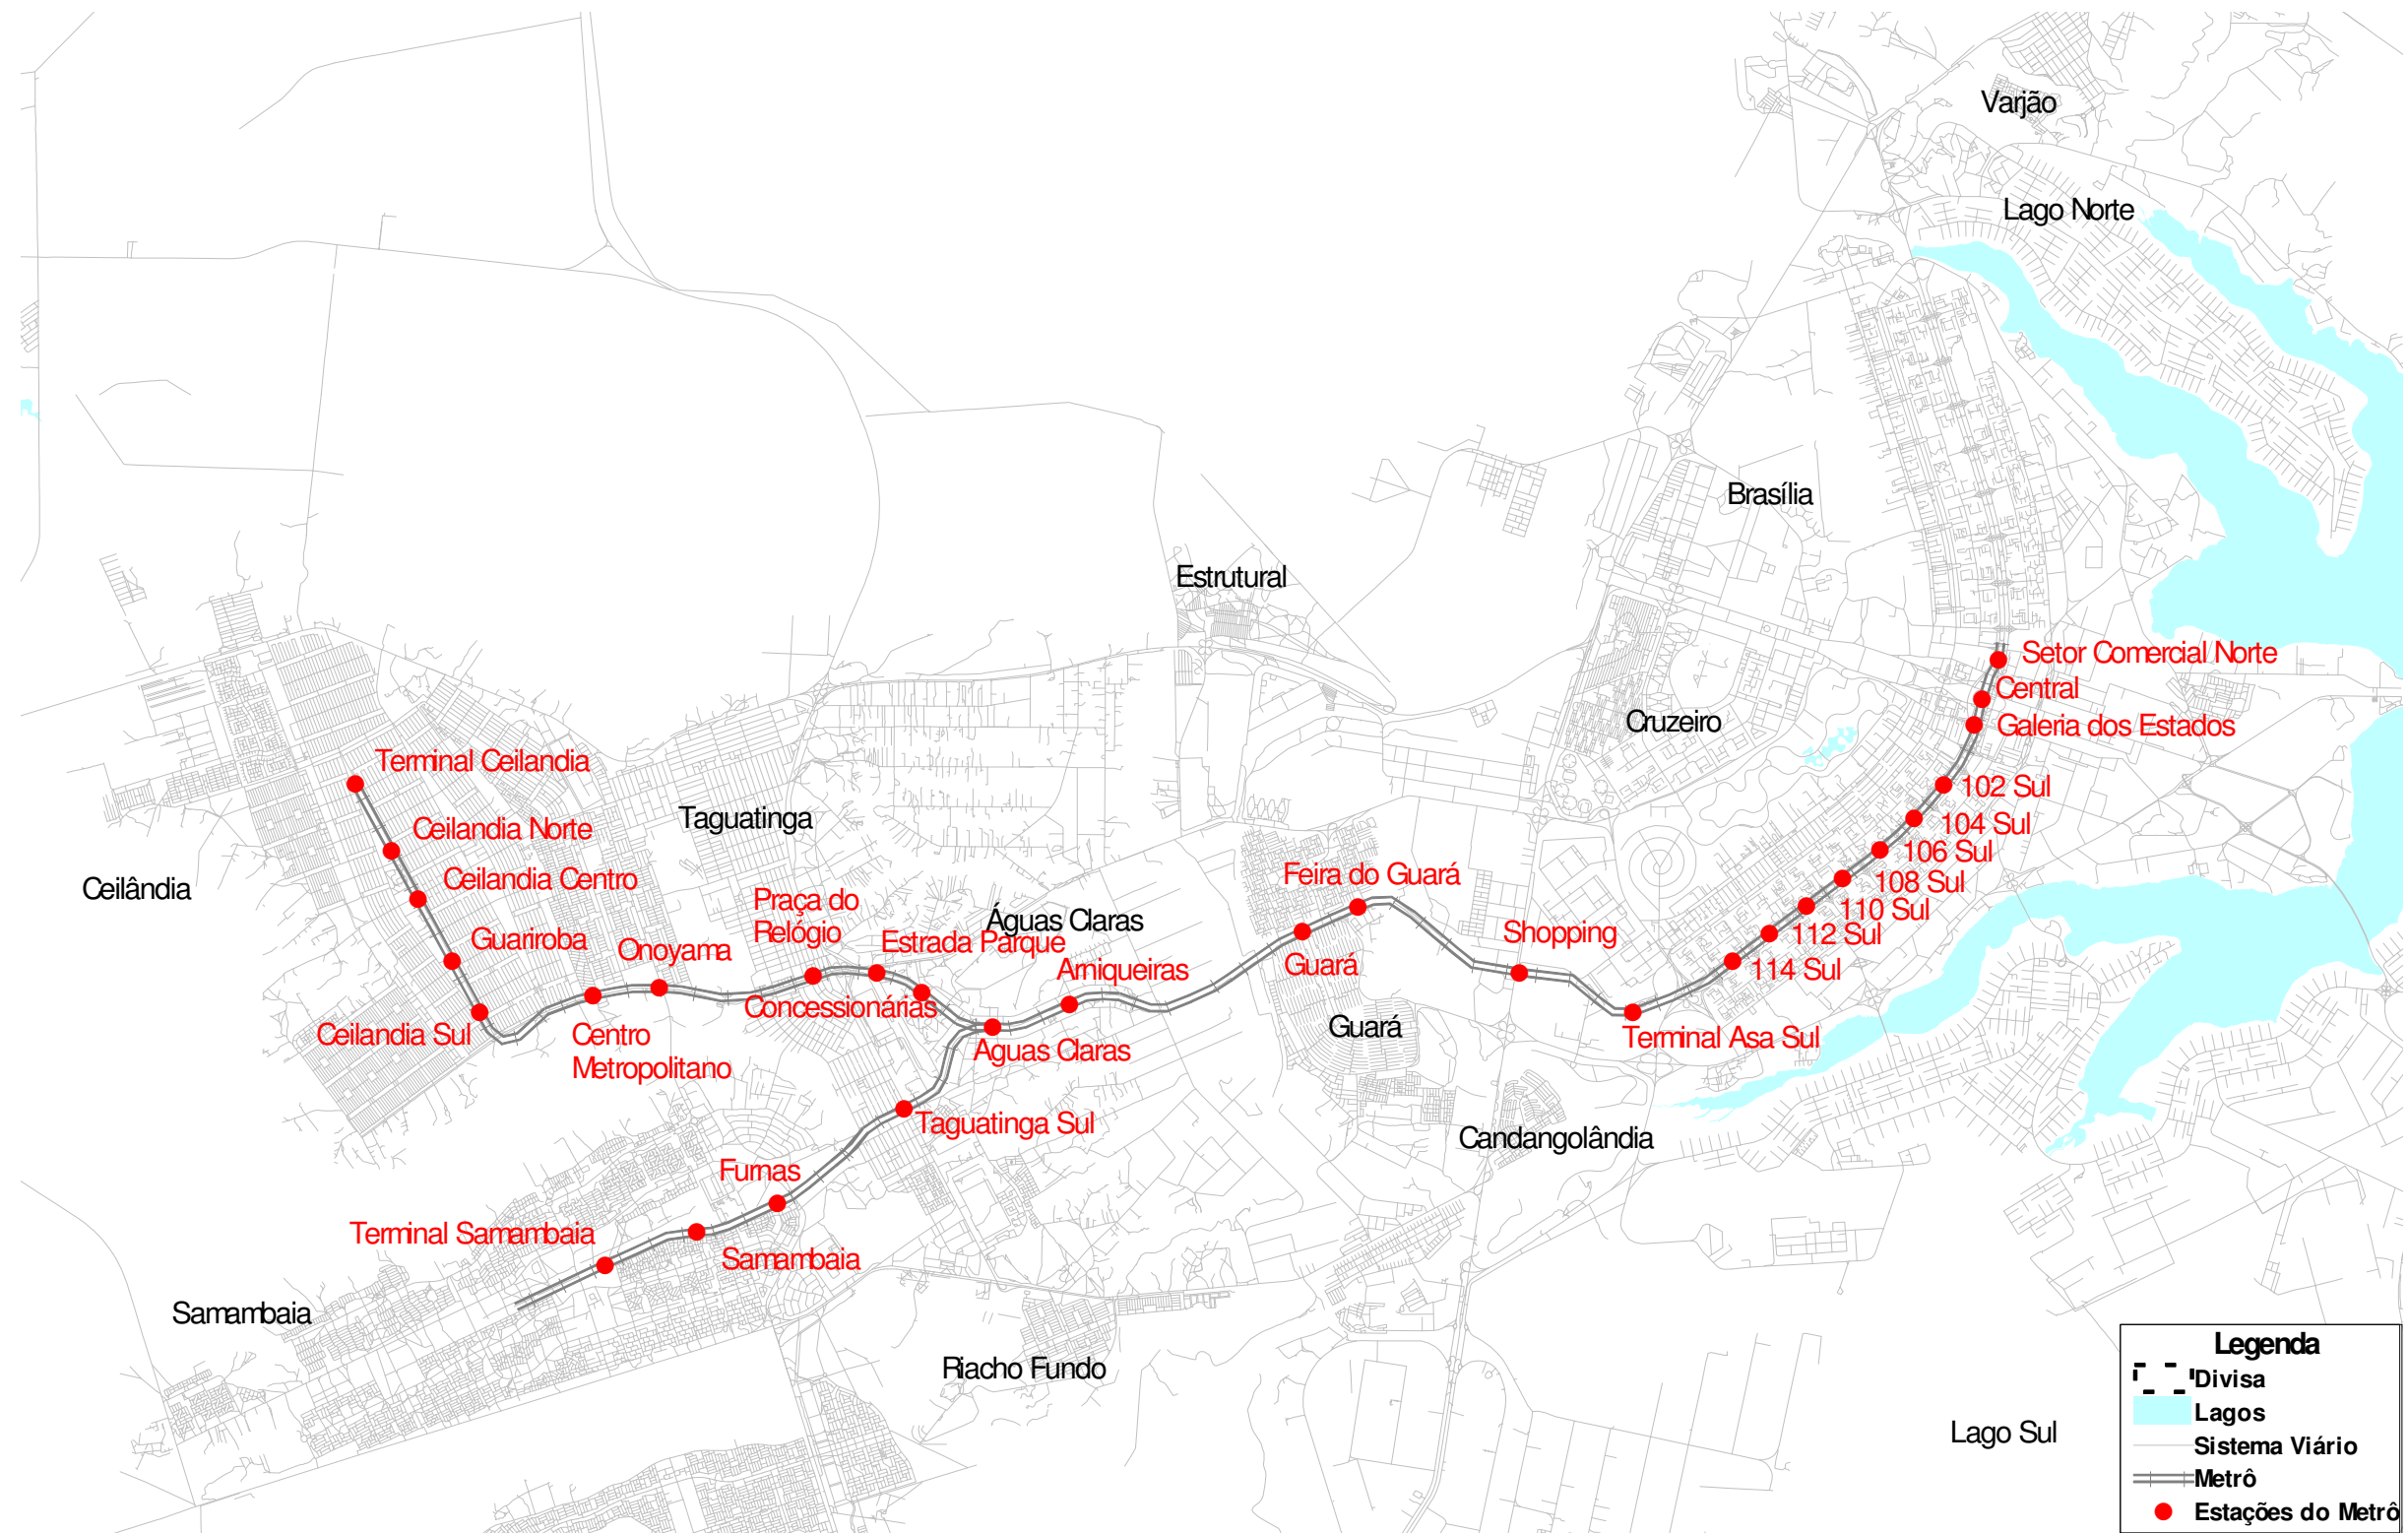 Varjão
Lago Norte
Brasília
Estrutural
Setor Comercial Norte
Central
Cruzeiro
Galeria dos Estados
Terminal Ceilandia
102 Sul
Taguatinga
Ceilandia Norte
104 Sul
106 Sul
Ceilândia
Ceilandia Centro
Feira do Guará
108 Sul
Praça do
Relógio
Águas Claras
110 Sul
Guariroba
Onoyama
Estrada Parque
Shopping
112 Sul
Guará
Arniqueiras
114 Sul
Concessionárias
Ceilandia Sul
Centro
Metropolitano
Aguas Claras
Guará
Terminal Asa Sul
Taguatinga Sul
Candangolândia
Furnas
Terminal Samambaia
Samambaia
Samambaia
Riacho Fundo
Lago Sul
Legenda
Divisa
Lagos
Sistema Viário
Metrô
Estações do Metrô